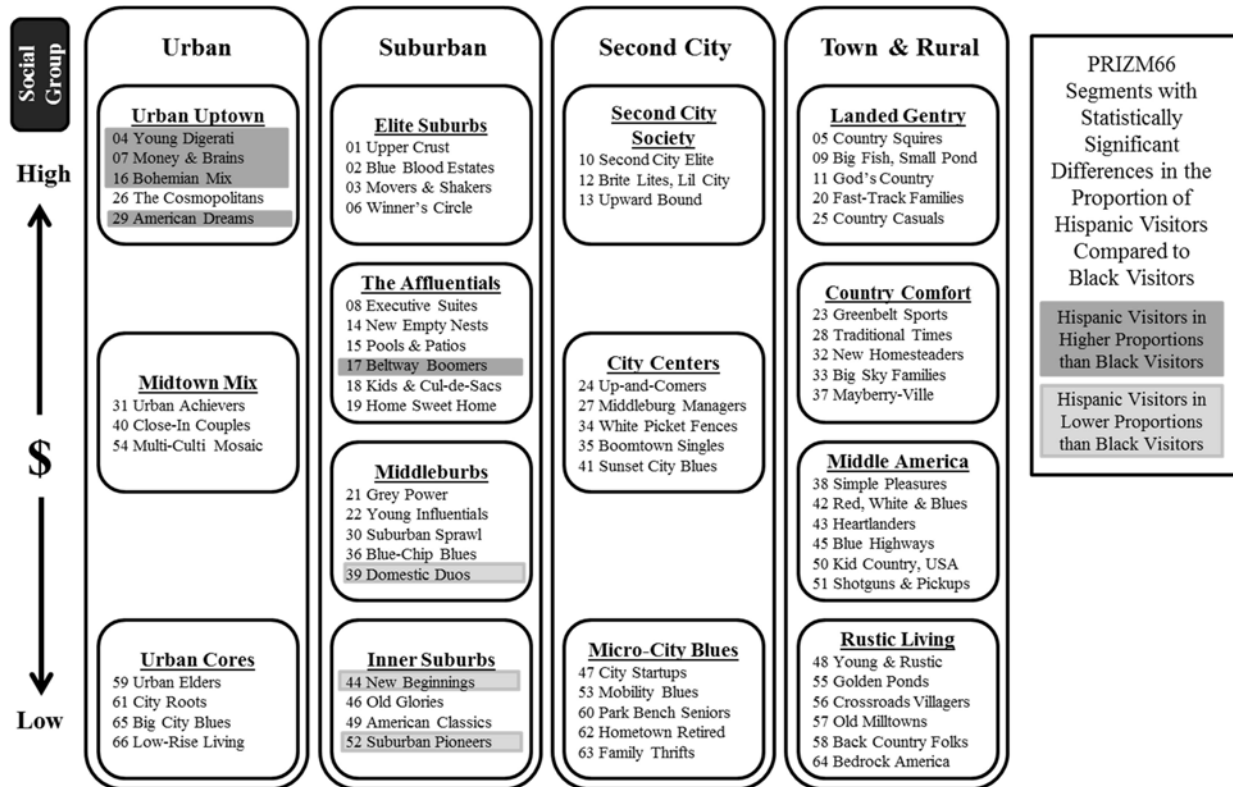 Social
Group
High
$
Low
Urban
Urban Uptown
04 Young Digerati
07 Money & Brains
16 Bohemian Mix
26 The Cosmopolitans
29 American Dreams
Midtown Mix
31 Urban Achievers
40 Close-In Couples
54 Multi-Culti Mosaic
Urban Cores
59 Urban Elders
61 City Roots
65 Big City Blues
66 Low-Rise Living
Suburban
Elite Suburbs
01 Upper Crust
02 Blue Blood Estates
03 Movers & Shakers
06 Winner's Circle
The Affluentials
08 Executive Suites
14 New Empty Nests
15 Pools & Patios
17 Beltway Boomers
18 Kids & Cul-de-Sacs
19 Home Sweet Home
Middleburbs
21 Grey Power
22 Young Influentials
30 Suburban Sprawl
36 Blue-Chip Blues
39 Domestic Duos
Inner Suburbs
44 New Beginnings
46 Old Glories
49 American Classics
52 Suburban Pioneers
Second City
Second City
Society
10 Second City Elite
12 Brite Lites, Lil City
13 Upward Bound
City Centers
24 Up-and-Comers
27 Middleburg Managers
34 White Picket Fences
35 Boomtown Singles
41 Sunset City Blues
Micro-City Blues
47 City Startups
53 Mobility Blues
60 Park Bench Seniors
62 Hometown Retired
63 Family Thrifts
Town & Rural
Landed Gentry
05 Country Squires
09 Big Fish, Small Pond
11 God's Country
20 Fast-Track Families
25 Country Casuals
Country Comfort
23 Greenbelt Sports
28 Traditional Times
32 New Homesteaders
33 Big Sky Families
37 Mayberry-Ville
Middle America
38 Simple Pleasures
42 Red, White & Blues
43 Heartlanders
45 Blue Highways
50 Kid Country, USA
51 Shotguns & Pickups
Rustic Living
48 Young & Rustic
55 Golden Ponds
56 Crossroads Villagers
57 Old Milltowns
58 Back Country Folks
64 Bedrock America
PRIZM66
Segments with
Statistically
Significant
Differences in the
Proportion of
Hispanic Visitors
Compared to
Black Visitors
Hispanic Visitors in
Higher Proportions
than Black Visitors
Hispanic Visitors in
Lower Proportions
than Black Visitors